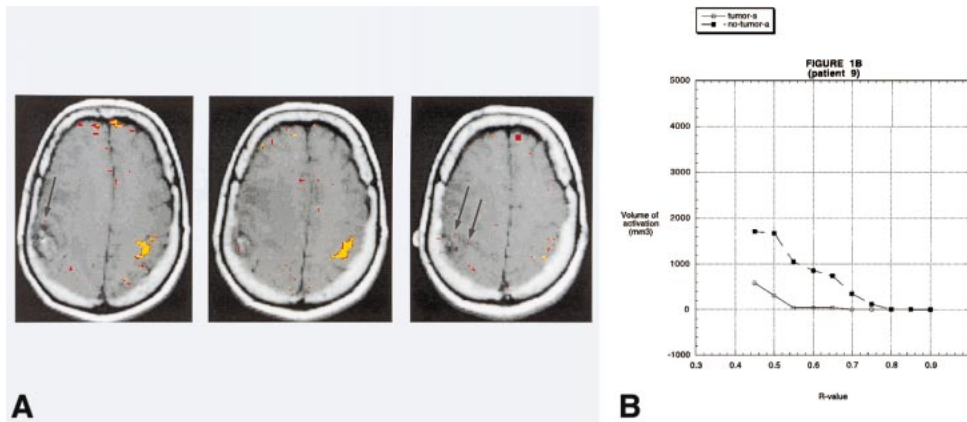 A
tumor-s
no-tumor-a
FIGURE 1B
(patient 9)
5000
4000
3000
Volume of
activation
(mm3)
2000
1000
0
-1000
0.3 0.4 0.5 0.6 0.7 0.8 0.9
R-value
B